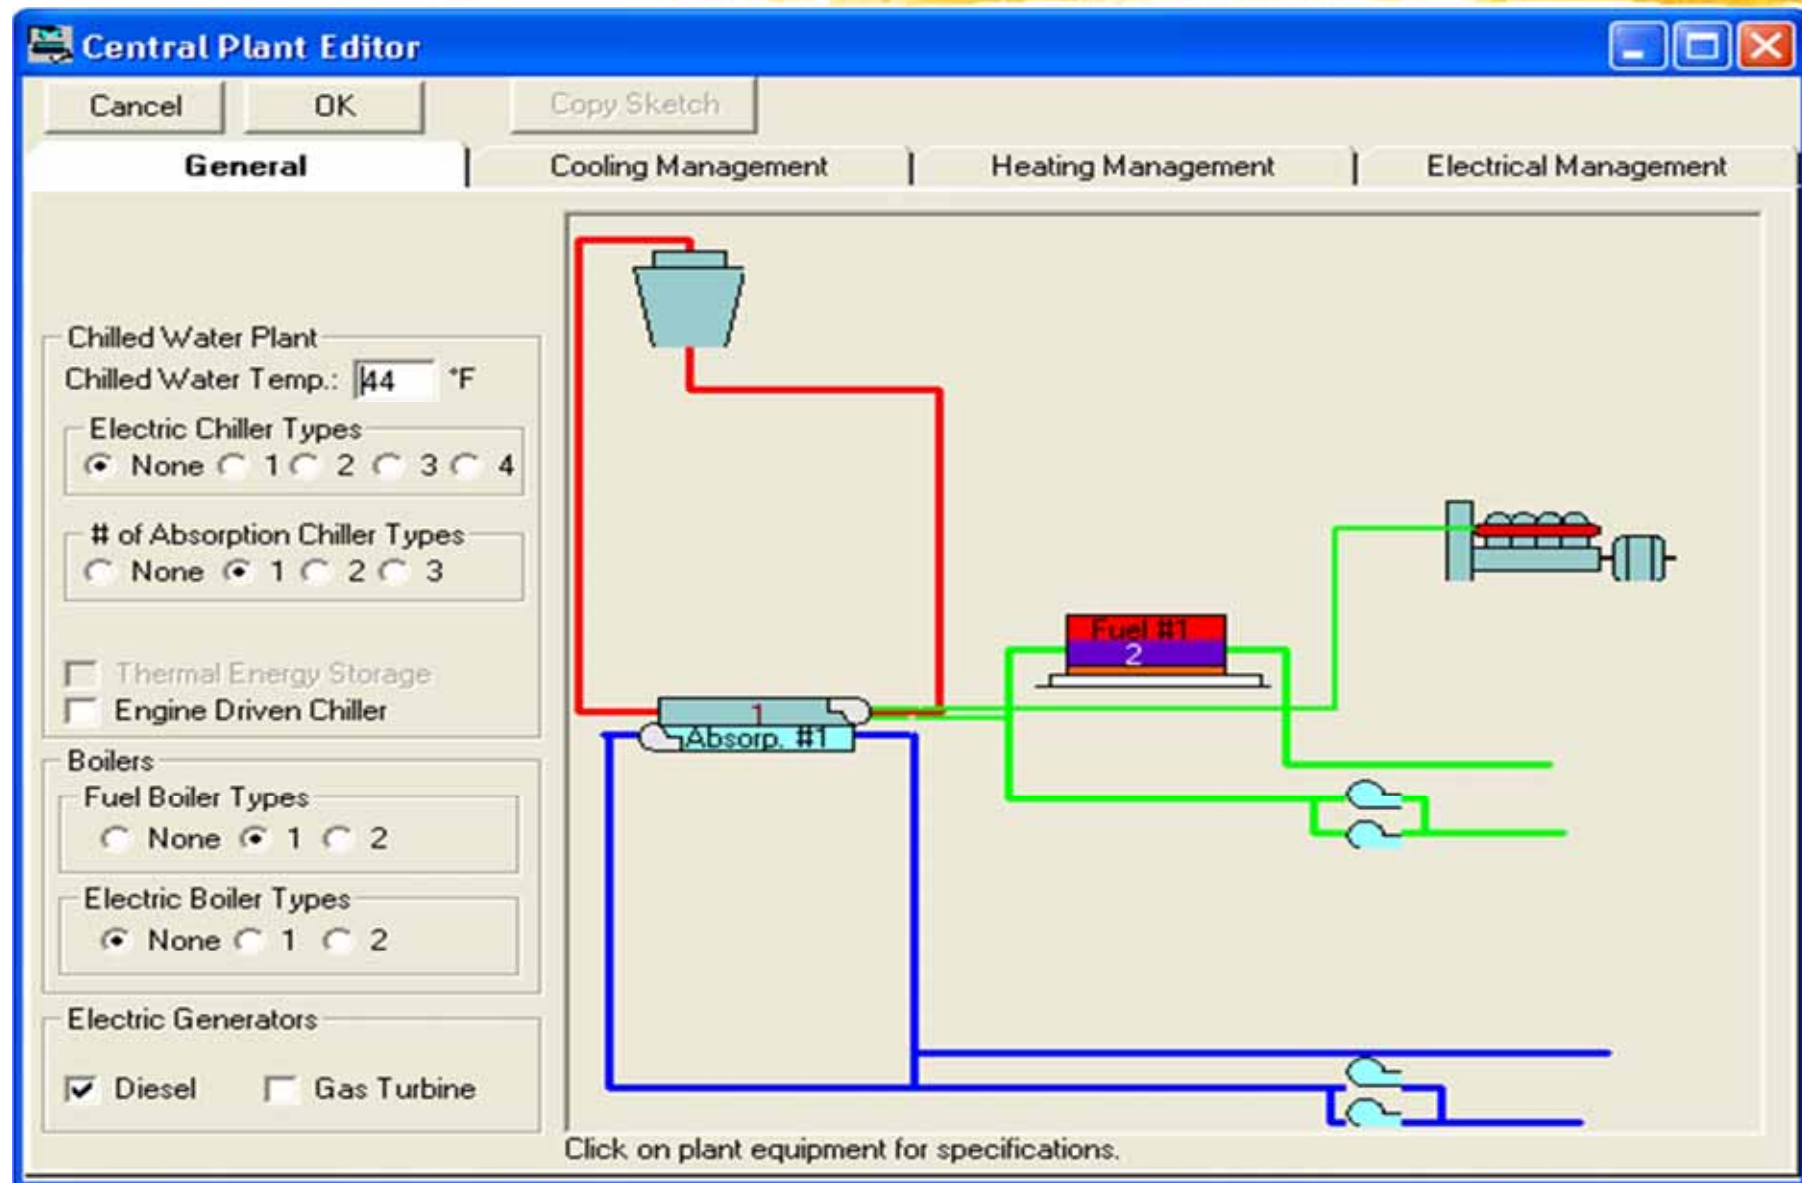 Central Plant Editor
Cancel OK Copy Sketch
General Cooling Management Heating Management Electrical Management
Chilled Water Plant
Chilled Water Temp.: 44 °F
Electric Chiller Types
None 1 2 3 4
# of Absorption Chiller Types
None 1 2 3
Thermal Energy Storage
Engine Driven Chiller
Boilers
Fuel Boiler Types
None 1 2
Electric Boiler Types
None 1 2
Electric Generators
Diesel Gas Turbine
Fuel #1
2
1
Absorp. #1
Click on plant equipment for specifications.